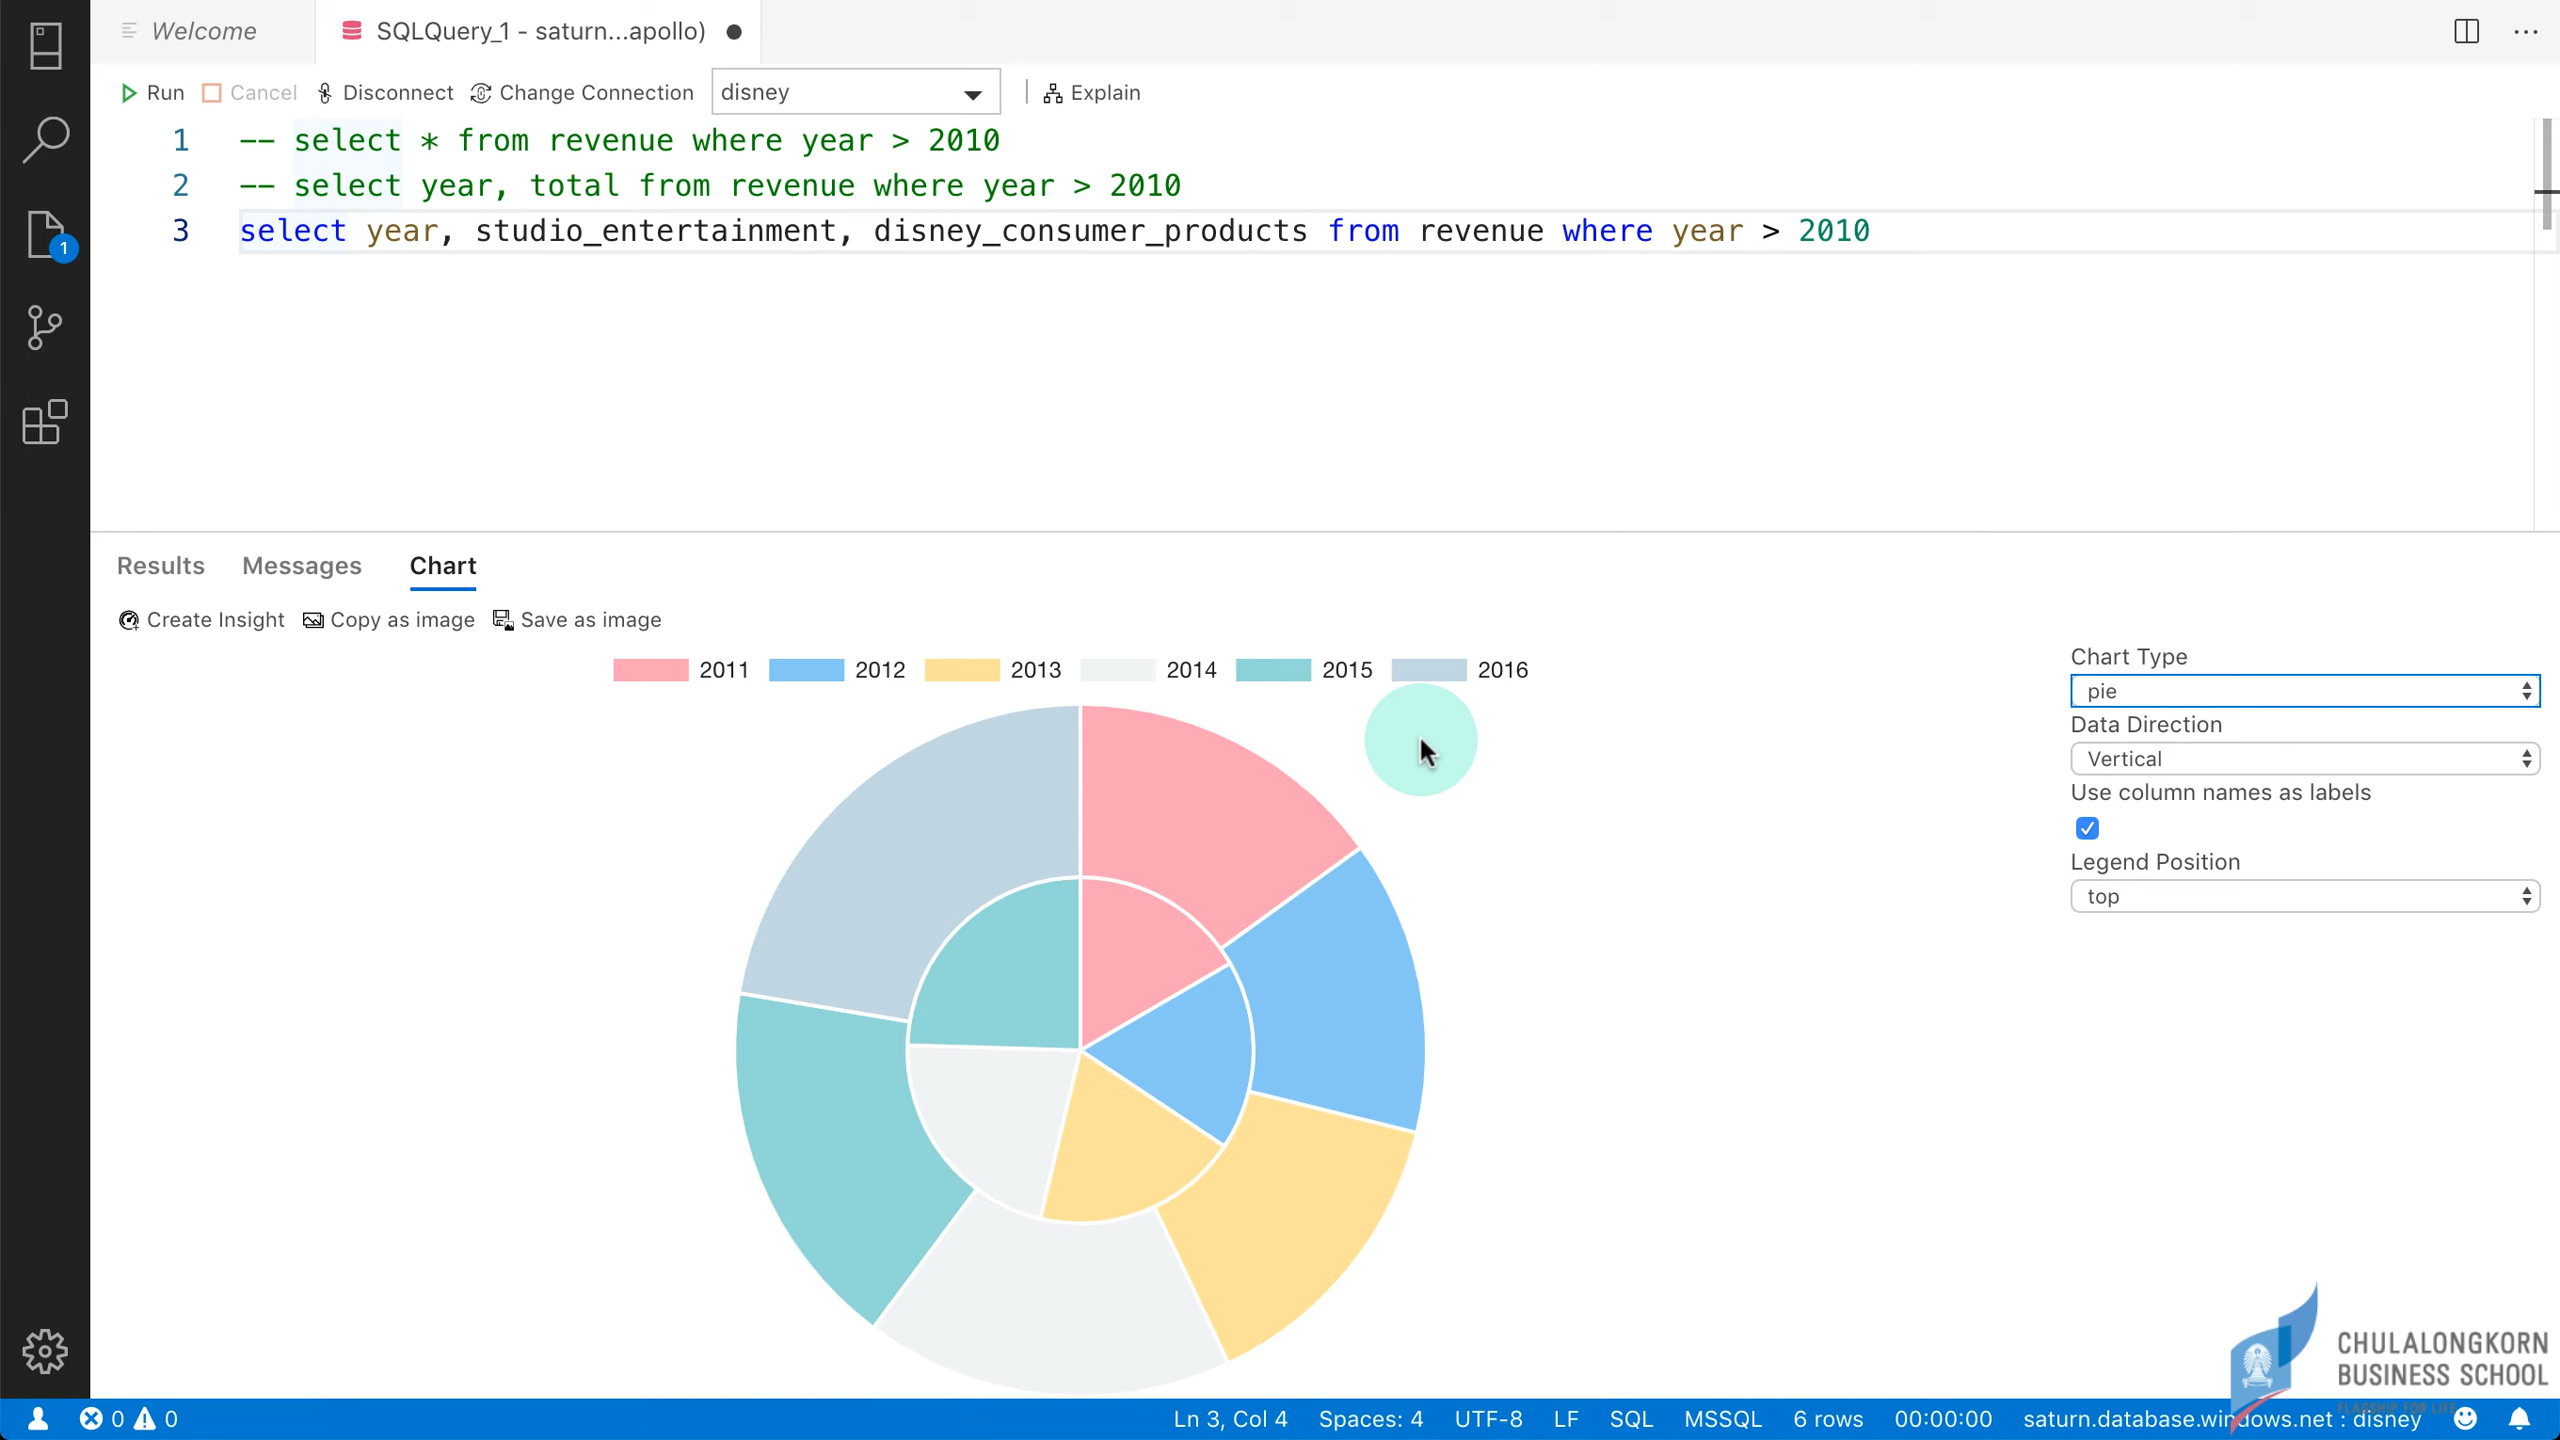 Welcome
SQLQuery_1 - saturn...apollo)
Run Cancel Disconnect Change Connection disney Explain
1 -- select * from revenue where year > 2010
2 -- select year, total from revenue where year > 2010
3 select year, studio_entertainment, disney_consumer_products from revenue where year > 2010
1
Results Messages Chart
Create Insight Copy as image Save as image
2011 2012 2013 2014 2015 2016
Chart Type
pie
Data Direction
Vertical
Use column names as labels
Legend Position
top
CHULALONGKORN
BUSINESS SCHOOL
FLAGSHIP FOR LIFE
0 0 Ln 3, Col 4 Spaces: 4 UTF-8 LF SQL MSSQL 6 rows 00:00:00 saturn.database.windows.net : disney